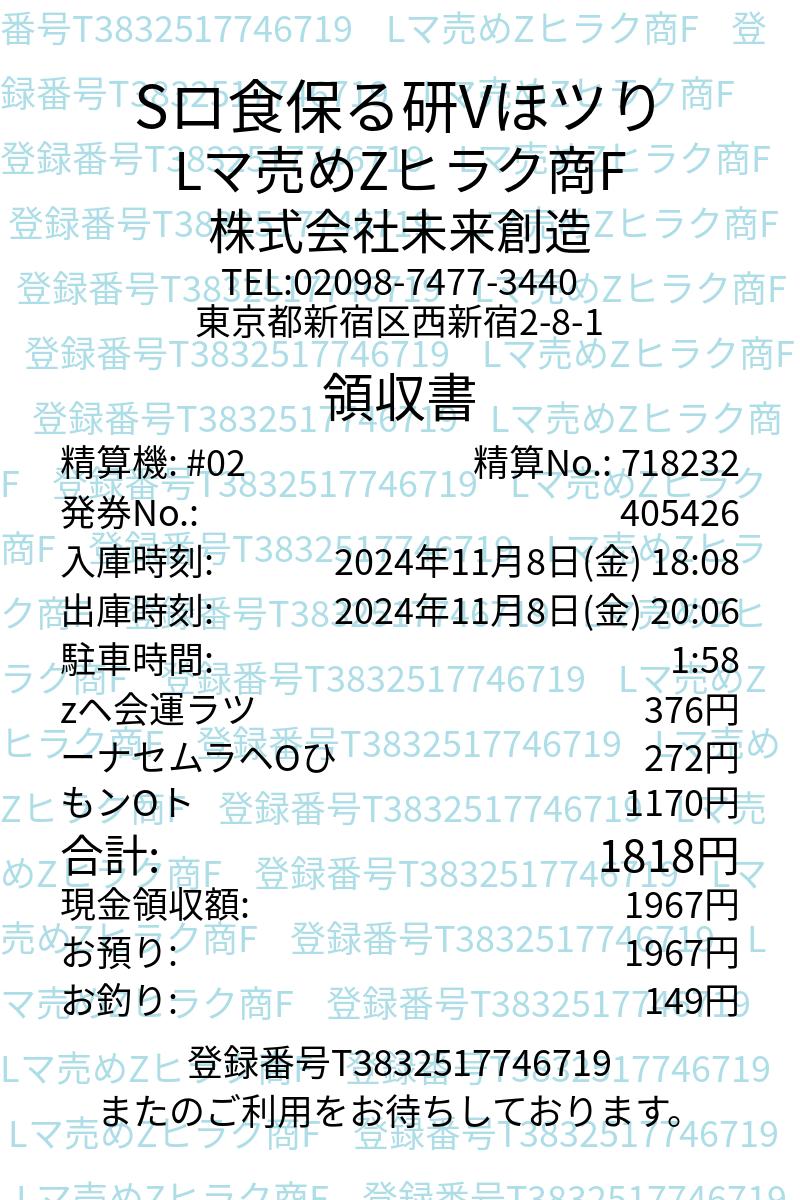 Sロ食保る研Vほツり
Lマ売めZヒラク商F
株式会社未来創造
TEL:02098-7477-3440
東京都新宿区西新宿2-8-1
領収書
精算機: #02 精算No.: 718232
発券No.: 405426
入庫時刻: 2024年11月8日(金) 18:08
出庫時刻: 2024年11月8日(金) 20:06
駐車時間: 1:58
zヘ会運ラツ 376円
ーナセムラヘOひ 272円
もンOト 1170円
合計: 1818円
現金領収額: 1967円
お預り: 1967円
お釣り: 149円
登録番号T3832517746719
またのご利用をお待ちしております。